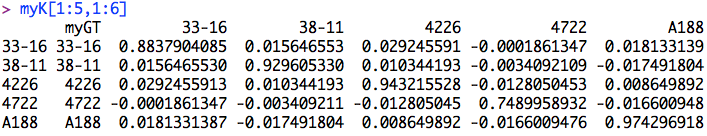 > myK[1:5,1:6]
myGT 33-16 38-11 4226 4722 A188
33-16 33-16 0.8837904085 0.015646553 0.029245591 -0.0001861347 0.018133139
38-11 38-11 0.0156465530 0.929605330 0.010344193 -0.0034092109 -0.017491804
4226 4226 0.0292455913 0.010344193 0.943215528 -0.0128050453 0.008649892
4722 4722 -0.0001861347 -0.003409211 -0.012805045 0.7489958932 -0.016600948
A188 A188 0.0181331387 -0.017491804 0.008649892 -0.0166009476 0.974296918